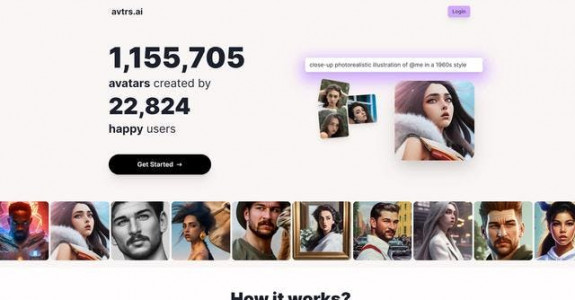 avtrs.ai
Login
1,155,705
avatars created by
22,824
happy users
close-up photorealistic illustration of @me in a 1960s style
Get Started →
How it works?